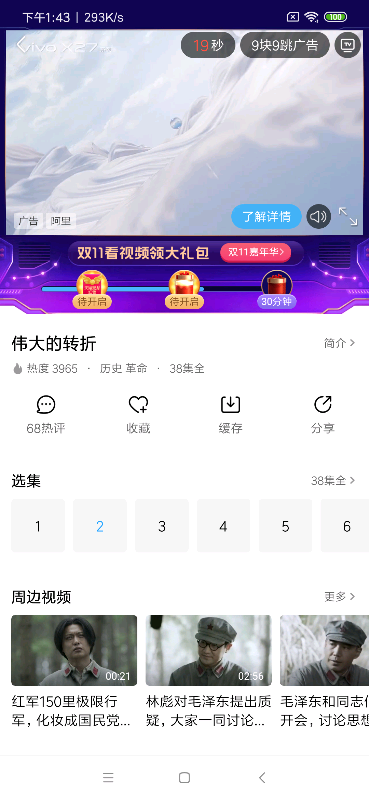 下午1:43 | 293K/s
100
vivo
19秒
9块9跳广告
TV
广告
阿里
了解详情
双11看视频领大礼包
双11嘉年华>
待开启
待开启
30分钟
伟大的转折
简介 >
热度 3965 · 历史 革命 · 38集全
68热评
收藏
缓存
分享
选集
38集全 >
1
2
3
4
5
6
周边视频
更多 >
00:21
02:56
红军150里极限行
军，化妆成国民党...
林彪对毛泽东提出质
疑，大家一同讨论...
毛泽东和同志
开会，讨论思